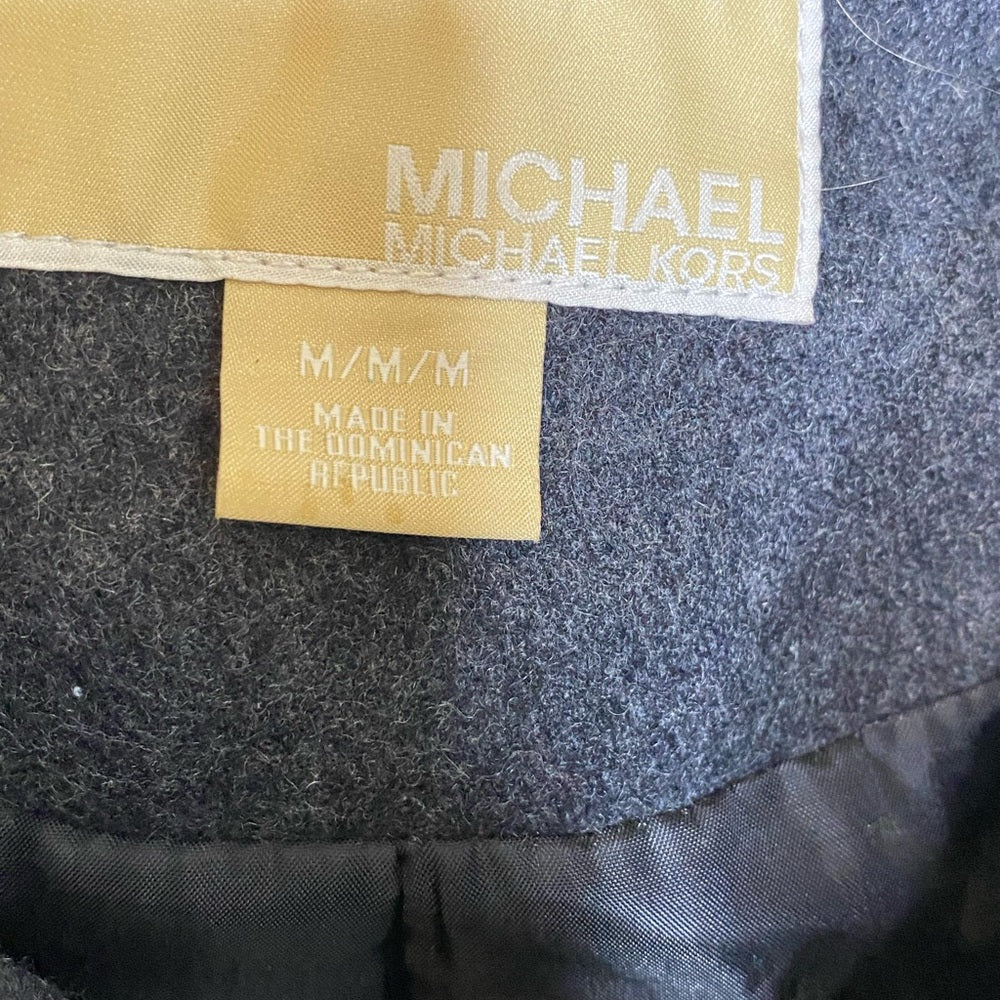 MICHAEL
MICHAEL KORS
M/M/M
MADE IN
THE DOMINICAN
REPUBLIC